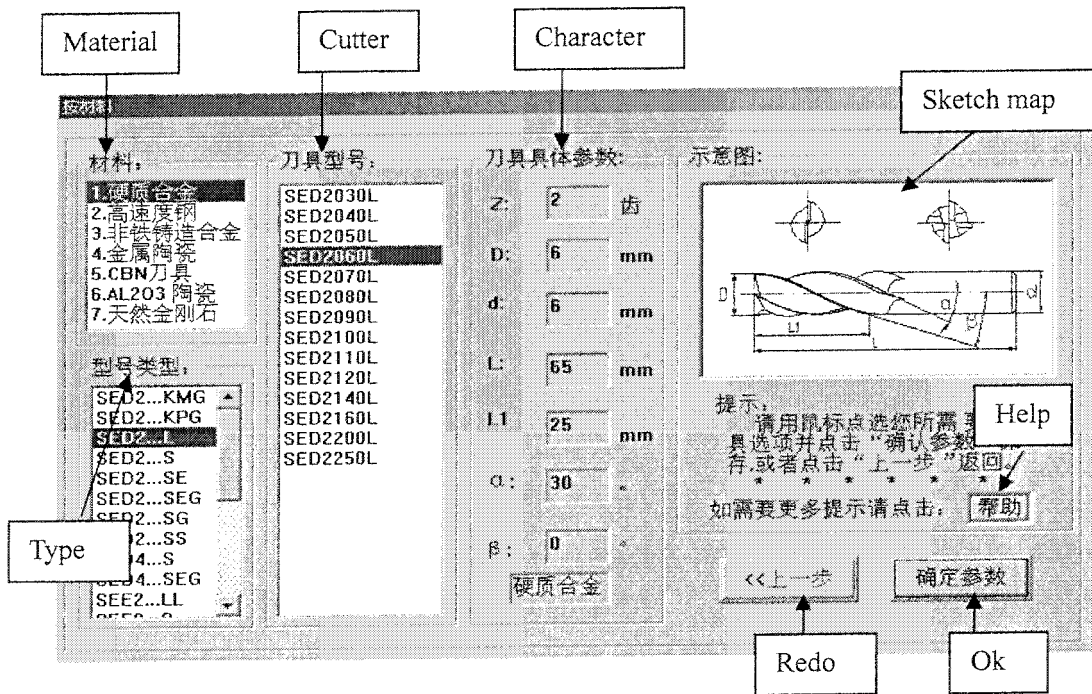 Material
Cutter
Character
Sketch map
按材料
材料:
1.硬质合金
2.高速度钢
3.非铁铸造合金
4.金属陶瓷
5.CBN刀具
6.AL2O3 陶瓷
7.天然金刚石
型号类型:
SED2...KMG
SED2...KPG
SED2...L
SED2...S
SED2...SE
SED2...SEG
SED2...SG
SED2...SS
SED4...S
SED4...SEG
SEE2...LL
Type
刀具型号:
SED2030L
SED2040L
SED2050L
SED2060L
SED2070L
SED2080L
SED2090L
SED2100L
SED2110L
SED2120L
SED2140L
SED2160L
SED2200L
SED2250L
刀具具体参数:
Z: 2 齿
D: 6 mm
d: 6 mm
L: 65 mm
L1 25 mm
α: 30 °
β: 0 °
硬质合金
示意图:
D
L1
α
d
提示:
请用鼠标点选您所需
具选项并点击“确认参数
存.或者点击“上一步”返回.
* * * * * *
如需要更多提示请点击: 帮助
Help
<<上一步
确定参数
Redo
Ok